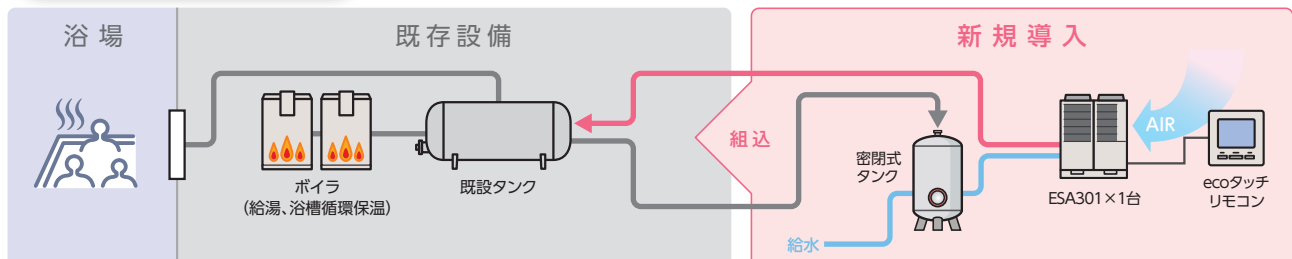 浴場
既存設備
新規導入
組込
AIR
密閉式
タンク
ボイラ
(給湯、浴槽循環保温)
既設タンク
ESA301×1台
ecoタッチ
リモコン
給水